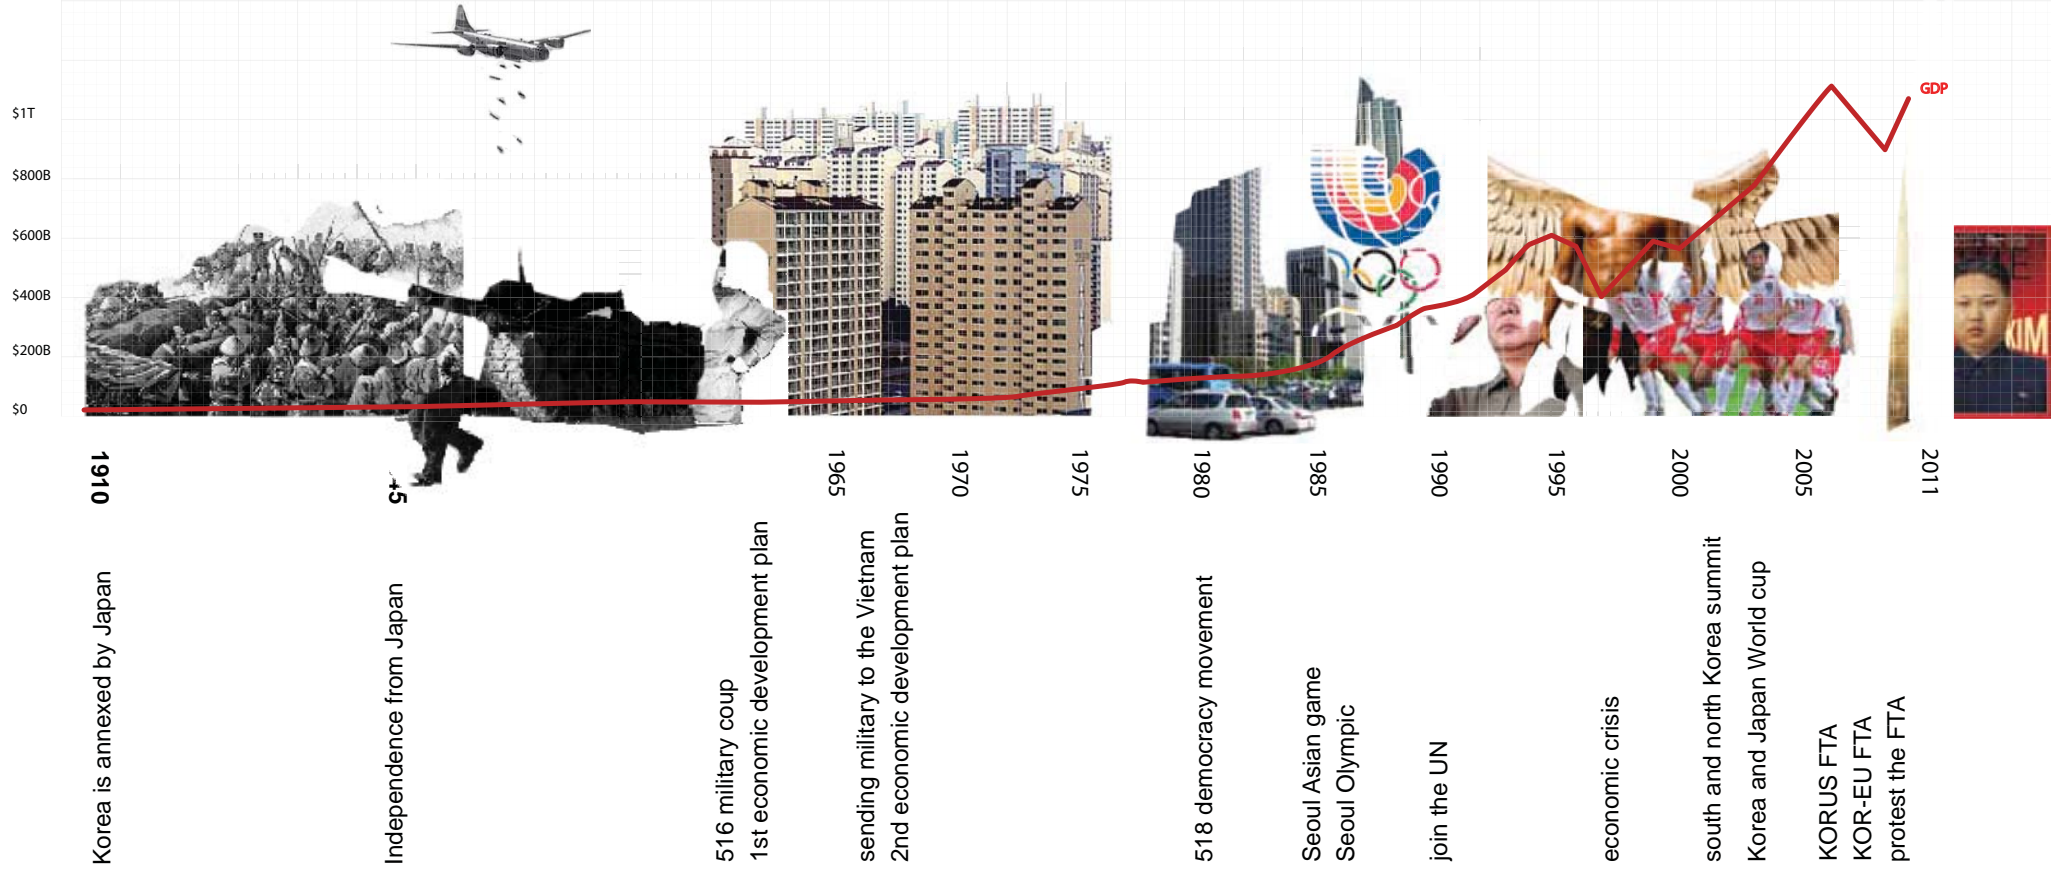 GDP
$1T
$800B
$600B
$400B
$200B
$0
1910
+5
1965
1970
1975
1980
1985
1990
1995
2000
2005
2011
Korea is annexed by Japan
Independence from Japan
516 military coup
1st economic development plan
sending military to the Vietnam
2nd economic development plan
518 democracy movement
Seoul Asian game
Seoul Olympic
join the UN
economic crisis
south and north Korea summit
Korea and Japan World cup
KORUS FTA
KOR-EU FTA
protest the FTA